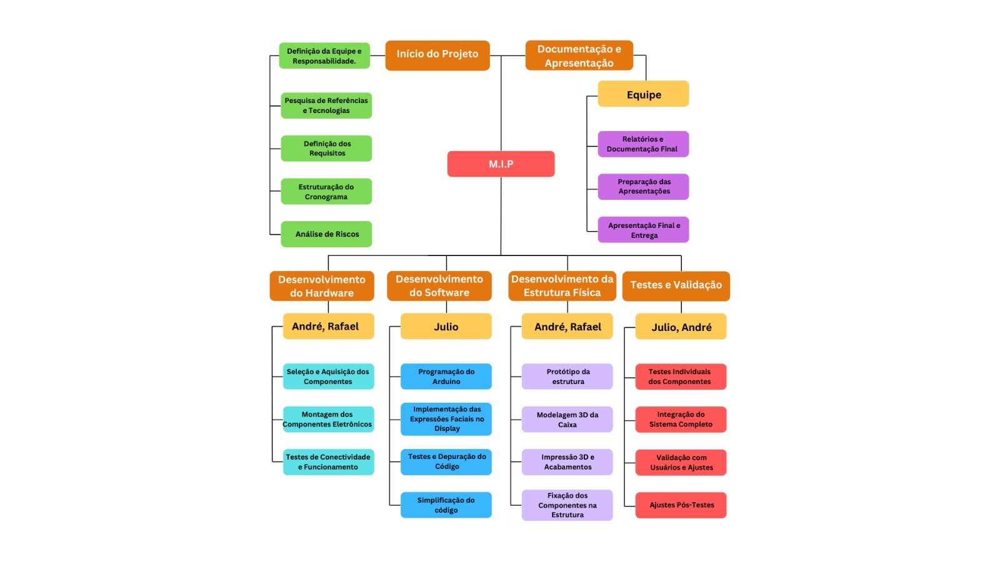 Definição da Equipe e
Responsabilidade.
Início do Projeto
Documentação e
Apresentação
Pesquisa de Referências
e Tecnologias
Definição dos
Requisitos
Estruturação do
Cronograma
Análise de Riscos
Equipe
Relatórios e
Documentação Final
Preparação das
Apresentações
Apresentação Final e
Entrega
M.I.P
Desenvolvimento
do Hardware
André, Rafael
Seleção e Aquisição dos
Componentes
Montagem dos
Componentes Eletrônicos
Testes de Conectividade
e Funcionamento
Desenvolvimento
do Software
Julio
Programação do
Arduino
Implementação das
Expressões Faciais no
Display
Testes e Depuração do
Código
Simplificação do
código
Desenvolvimento da
Estrutura Física
André, Rafael
Protótipo da
estrutura
Modelagem 3D da
Caixa
Impressão 3D e
Acabamentos
Fixação dos
Componentes na
Estrutura
Testes e Validação
Julio, André
Testes Individuais
dos Componentes
Integração do
Sistema Completo
Validação com
Usuários e Ajustes
Ajustes Pós-Testes